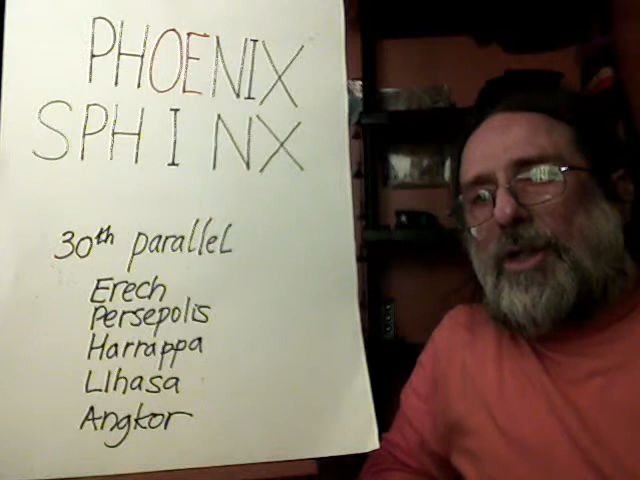 PHOENIX
SPHINX
30th parallel
Erech
Persepolis
Harrappa
Llhasa
Angkor